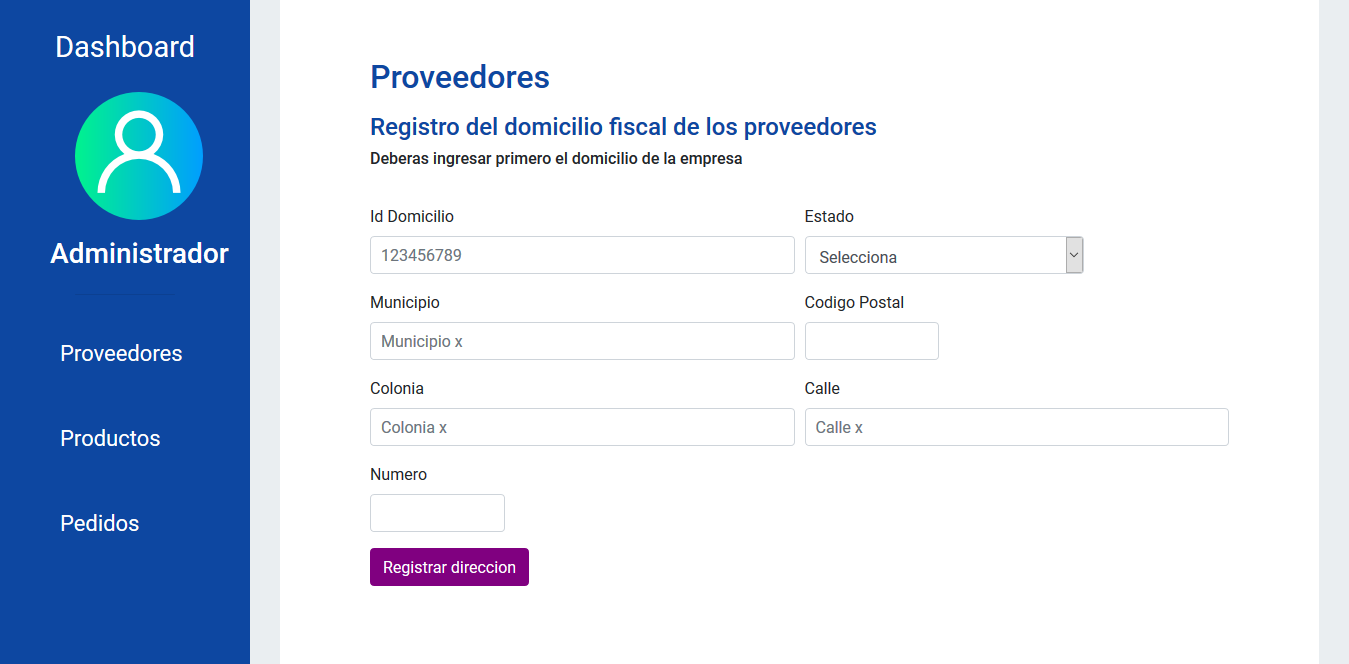 Dashboard
Administrador
Proveedores
Productos
Pedidos
Proveedores
Registro del domicilio fiscal de los proveedores
Deberas ingresar primero el domicilio de la empresa
Id Domicilio
Estado
123456789
Selecciona
Municipio
Codigo Postal
Municipio x
Colonia
Calle
Colonia x
Calle x
Numero
Registrar direccion